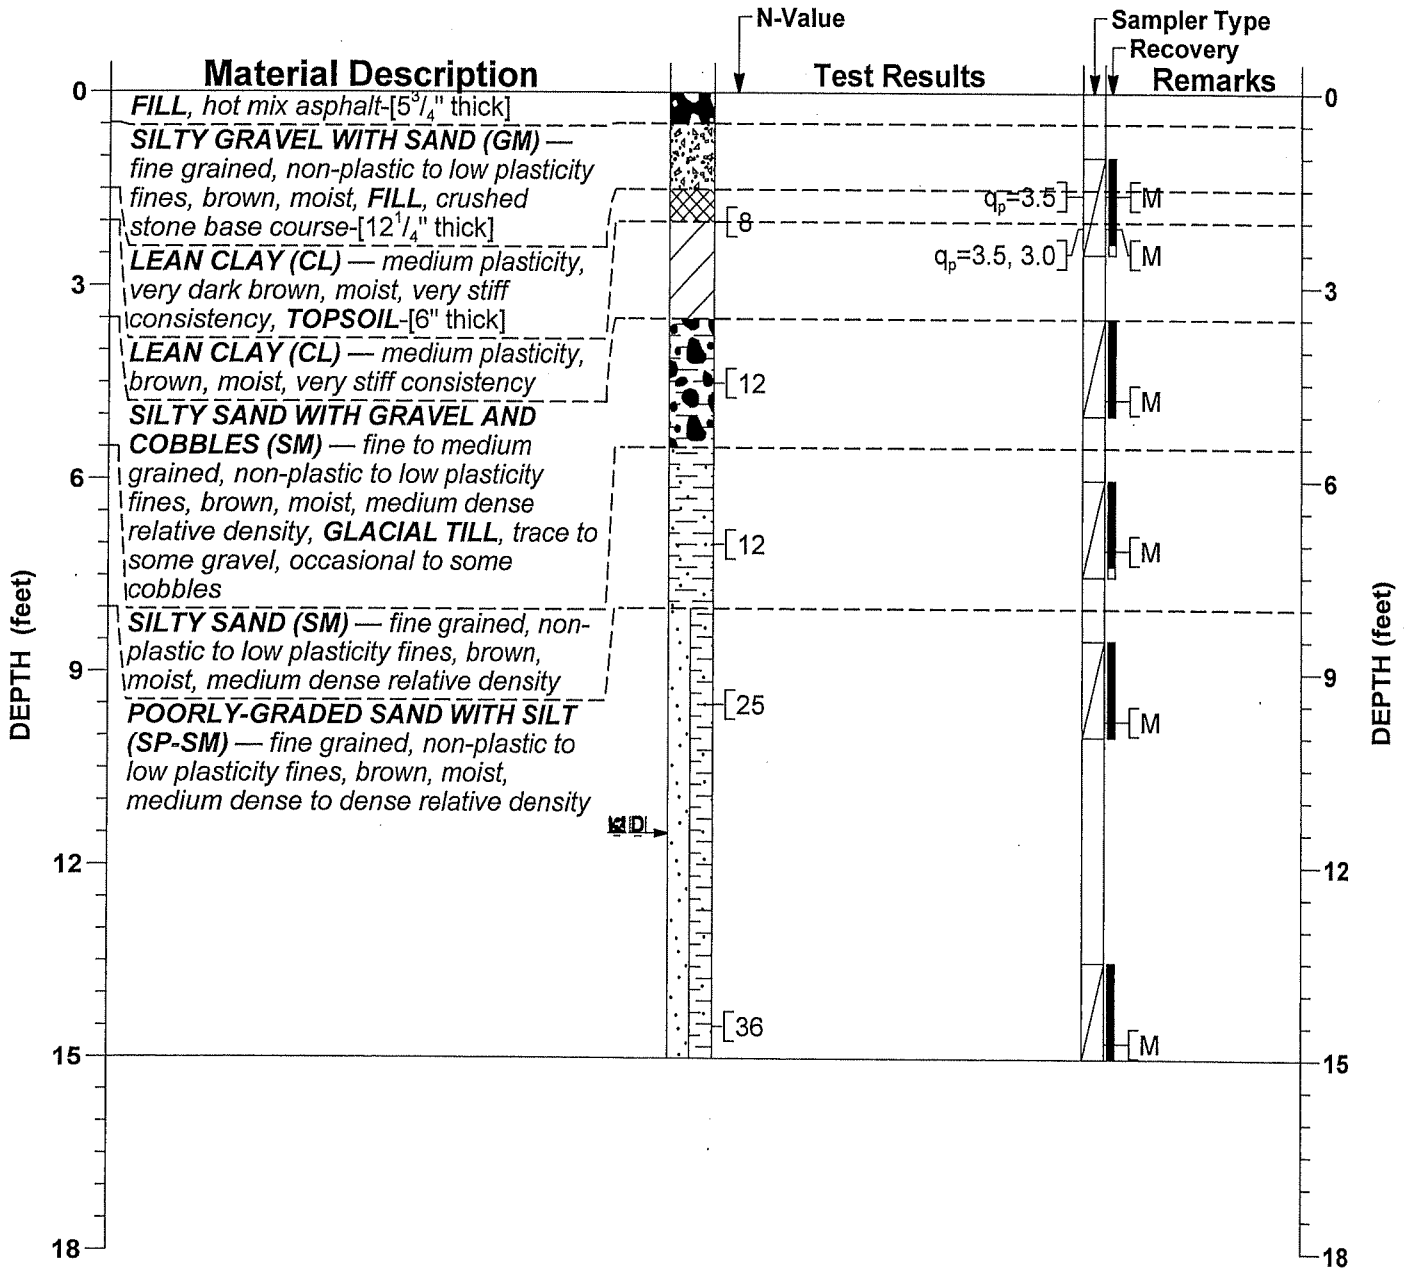 N-Value
Sampler Type
Recovery
Material Description
Test Results
Remarks
0
0
FILL, hot mix asphalt-[5 3/4" thick]
SILTY GRAVEL WITH SAND (GM) —
fine grained, non-plastic to low plasticity
fines, brown, moist, FILL, crushed
stone base course-[12 1/4" thick]
LEAN CLAY (CL) — medium plasticity,
very dark brown, moist, very stiff
consistency, TOPSOIL-[6" thick]
LEAN CLAY (CL) — medium plasticity,
brown, moist, very stiff consistency
SILTY SAND WITH GRAVEL AND
COBBLES (SM) — fine to medium
grained, non-plastic to low plasticity
fines, brown, moist, medium dense
relative density, GLACIAL TILL, trace to
some gravel, occasional to some
cobbles
SILTY SAND (SM) — fine grained, non-
plastic to low plasticity fines, brown,
moist, medium dense relative density
POORLY-GRADED SAND WITH SILT
(SP-SM) — fine grained, non-plastic to
low plasticity fines, brown, moist,
medium dense to dense relative density
8
12
12
25
36
qp=3.5
qp=3.5, 3.0
M
M
M
M
M
M
3
6
9
12
15
18
3
6
9
12
15
18
DEPTH (feet)
DEPTH (feet)